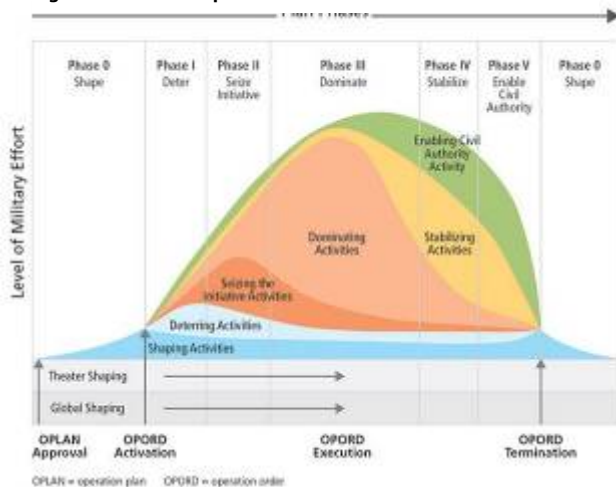 Plan Phases
Phase 0
Shape
Phase I
Deter
Phase II
Seize
Initiative
Phase III
Dominate
Phase IV
Stabilize
Phase V
Enable
Civil
Authority
Phase 0
Shape
Level of Military Effort
Enabling Civil
Authority
Activity
Dominating
Activities
Stabilizing
Activities
Seizing the
Initiative Activities
Deterring Activities
Shaping Activities
Theater Shaping
Global Shaping
OPLAN
Approval
OPORD
Activation
OPORD
Execution
OPORD
Termination
OPLAN = operation plan OPORD = operation order